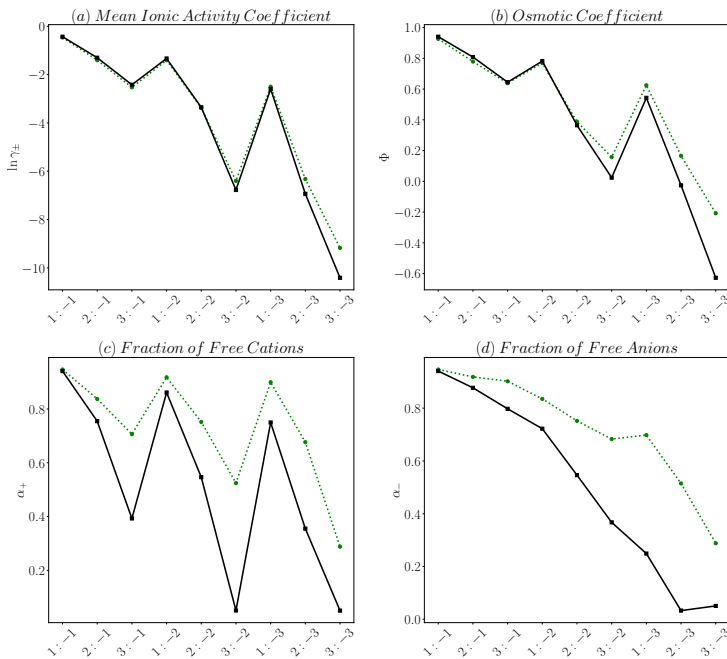 (a) Mean Ionic Activity Coefficient
0
−2
−4
−6
−8
−10
ln γ±
1 : −1
2 : −1
3 : −1
1 : −2
2 : −2
3 : −2
1 : −3
2 : −3
3 : −3
(b) Osmotic Coefficient
1.0
0.8
0.6
0.4
0.2
0.0
−0.2
−0.4
−0.6
Φ
1 : −1
2 : −1
3 : −1
1 : −2
2 : −2
3 : −2
1 : −3
2 : −3
3 : −3
(c) Fraction of Free Cations
0.8
0.6
0.4
0.2
α+
1 : −1
2 : −1
3 : −1
1 : −2
2 : −2
3 : −2
1 : −3
2 : −3
3 : −3
(d) Fraction of Free Anions
0.8
0.6
0.4
0.2
0.0
α−
1 : −1
2 : −1
3 : −1
1 : −2
2 : −2
3 : −2
1 : −3
2 : −3
3 : −3